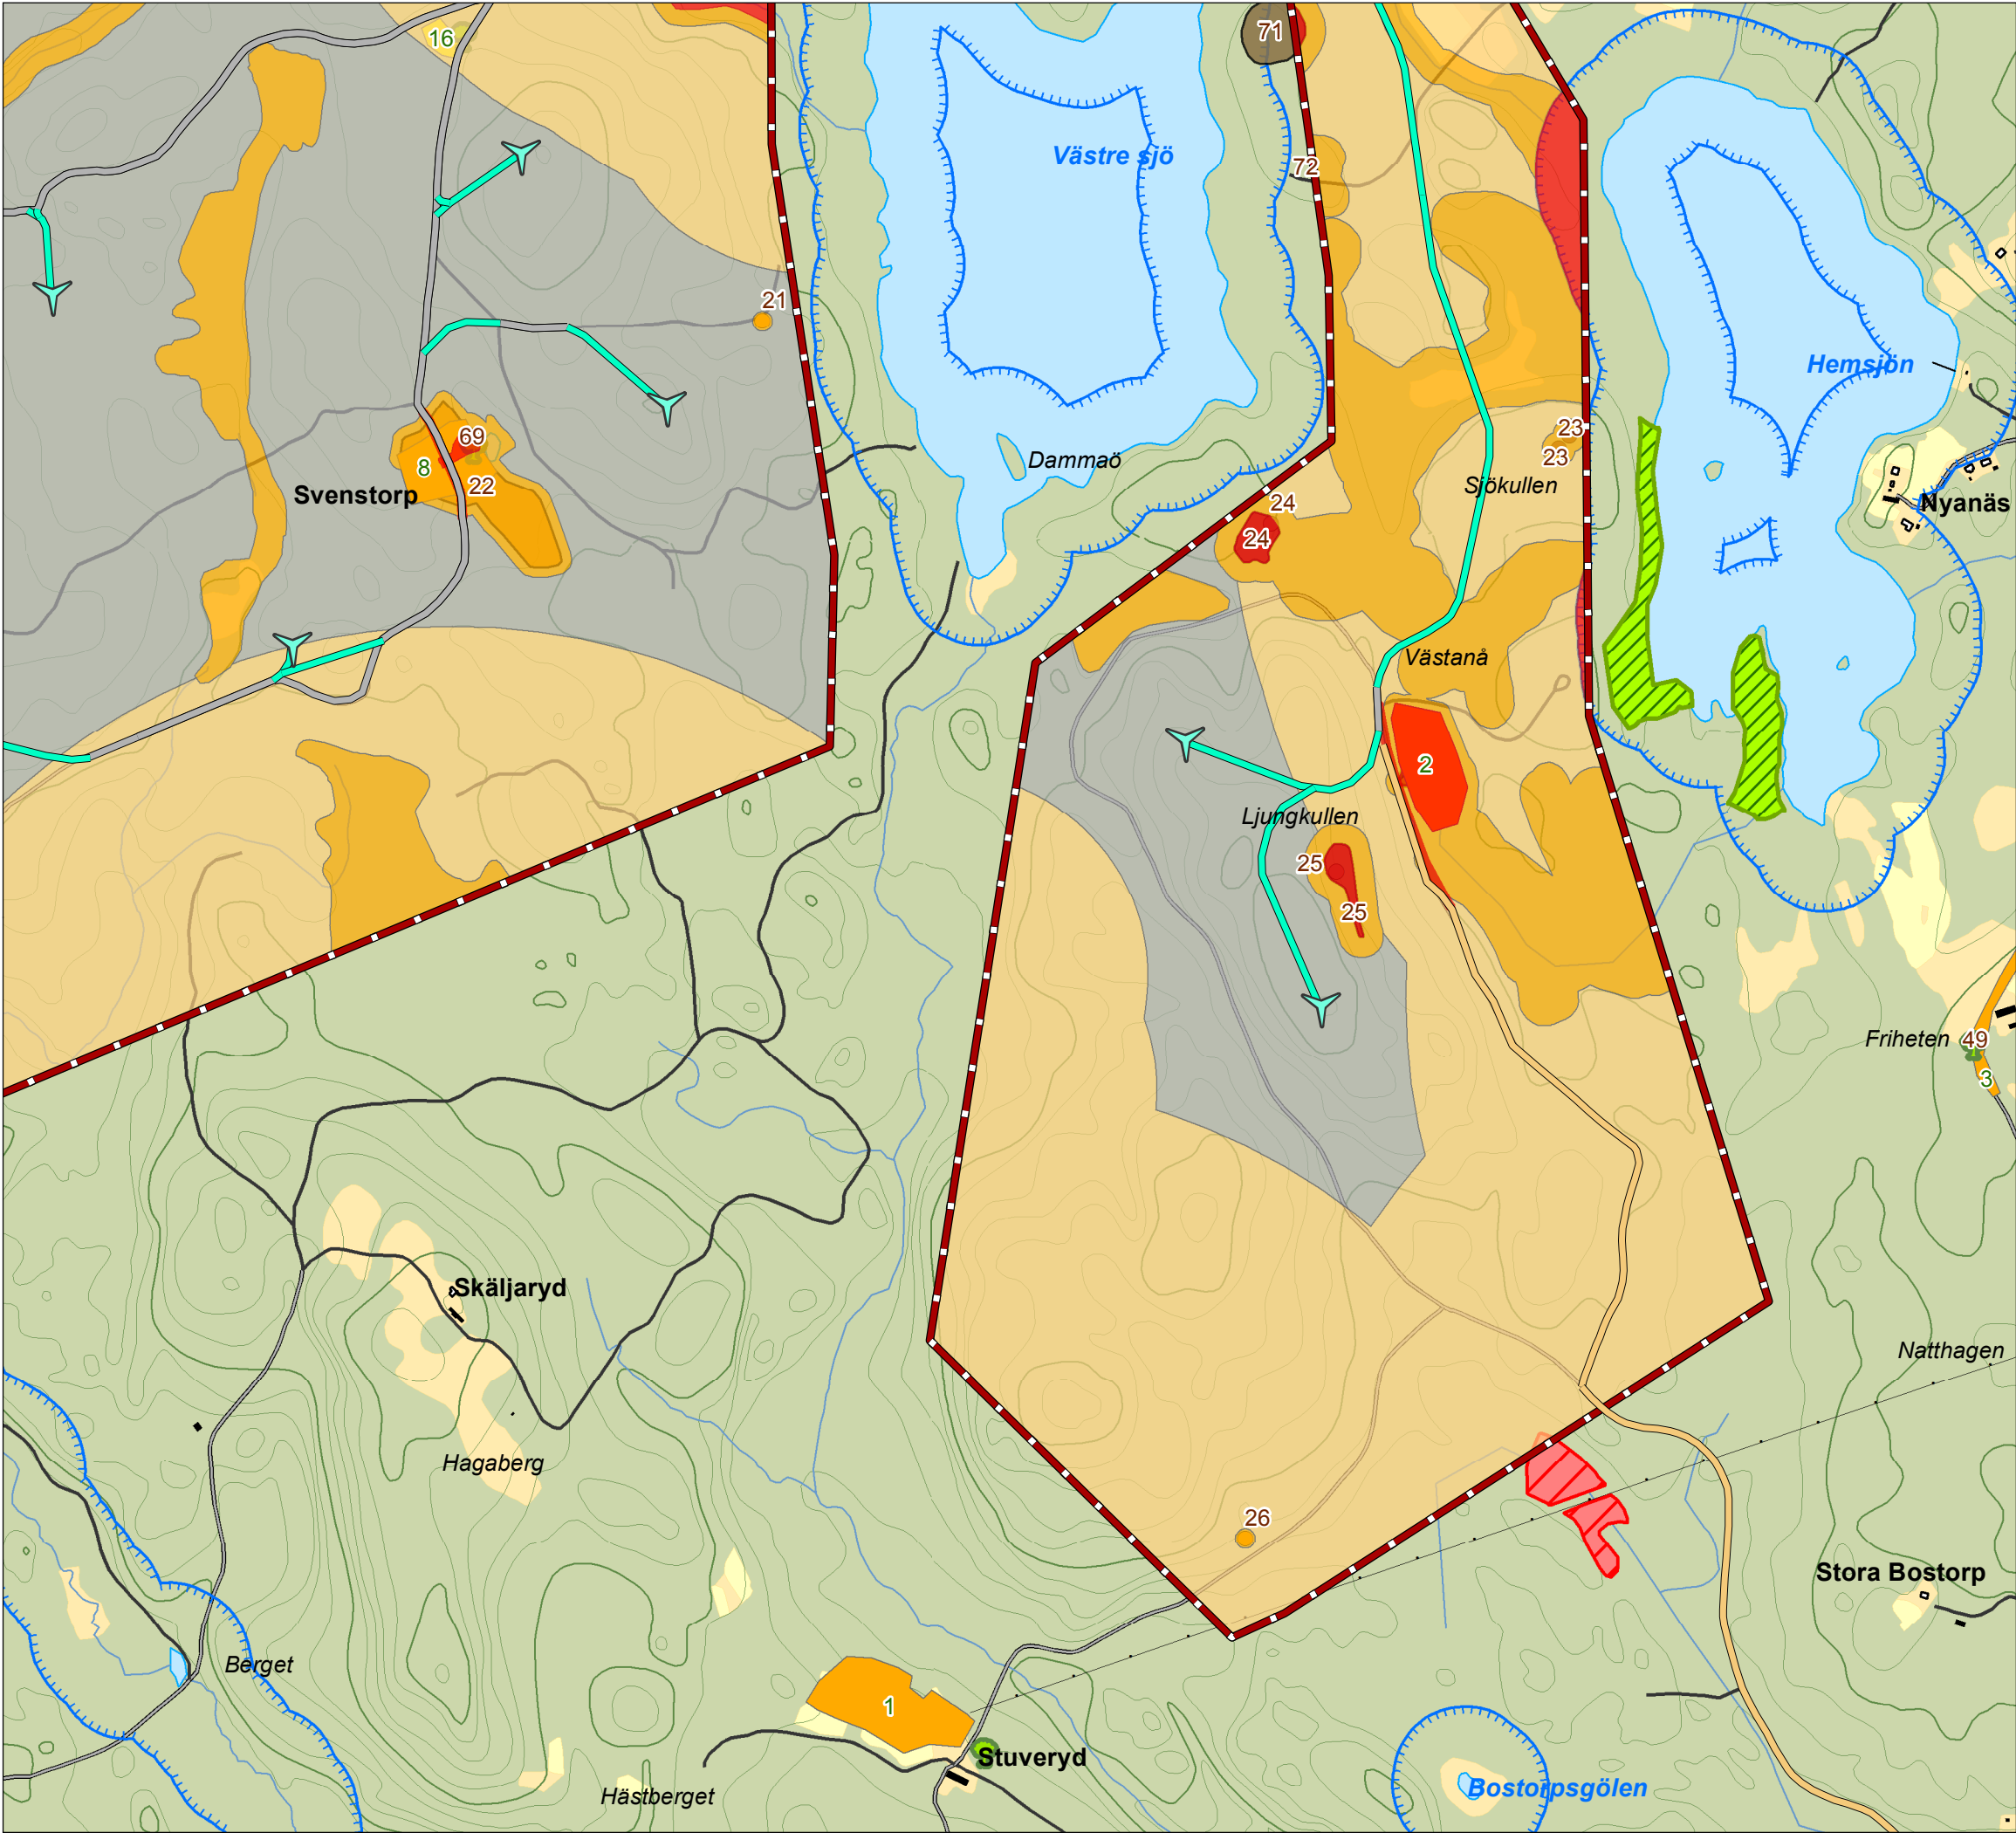 16
71
Västre sjö
72
21
Hemsjön
23
69
Dammaö
23
8
22
Sjökullen
Svenstorp
24
Nyanäs
24
Västanå
2
Ljungkullen
25
25
Friheten
49
3
Skäljaryd
Natthagen
Hagaberg
26
Stora Bostorp
Berget
1
Stuveryd
Hästberget
Bostorpsgölen